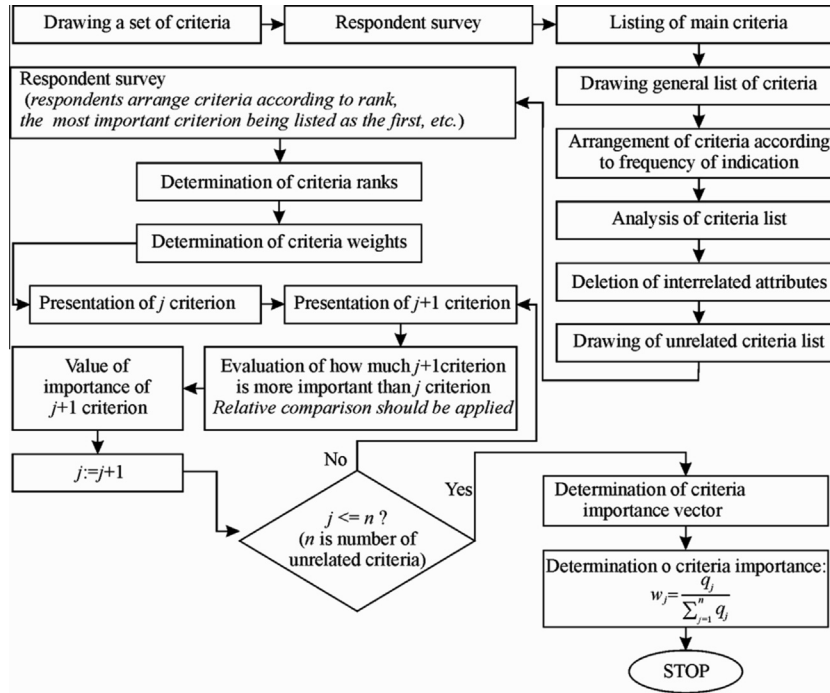 Drawing a set of criteria
Respondent survey
Listing of main criteria
Drawing general list of criteria
Arrangement of criteria according
to frequency of indication
Analysis of criteria list
Deletion of interrelated attributes
Drawing of unrelated criteria list
Respondent survey
(respondents arrange criteria according to rank,
the most important criterion being listed as the first, etc.)
Determination of criteria ranks
Determination of criteria weights
Presentation of j criterion
Presentation of j+1 criterion
Evaluation of how much j+1criterion
is more important than j criterion
Relative comparison should be applied
Value of
importance of
j+1 criterion
j:=j+1
j <= n ?
(n is number of
unrelated criteria)
No
Yes
Determination of criteria
importance vector
Determination o criteria importance:
w_j = q_j / ∑_{j=1}^n q_j
STOP